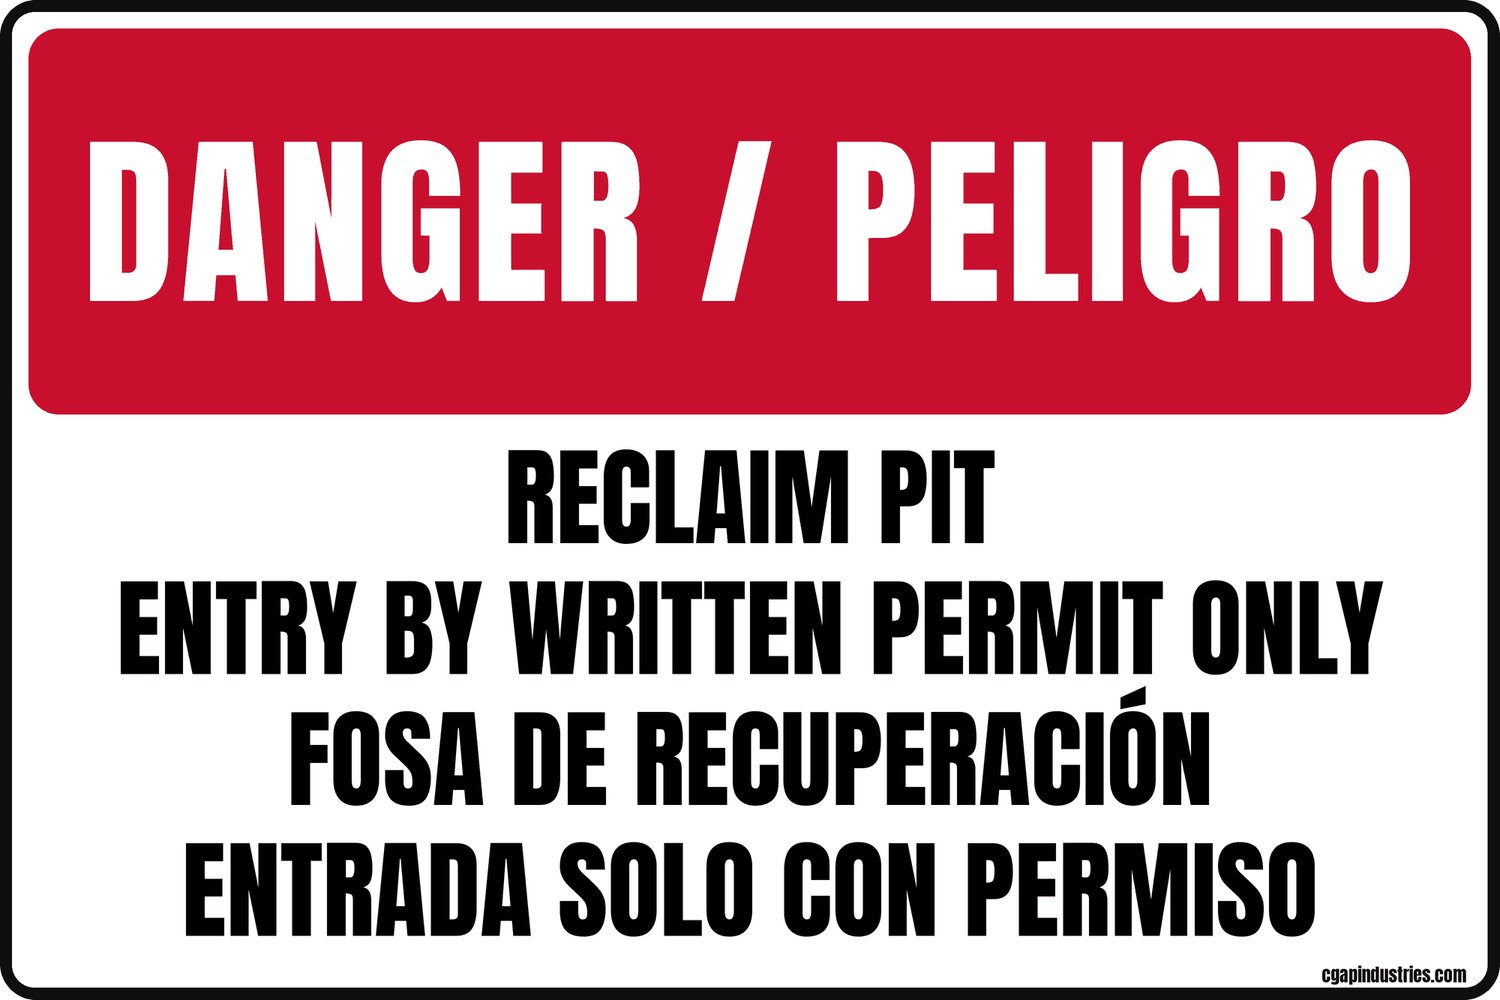 DANGER / PELIGRO
RECLAIM PIT
ENTRY BY WRITTEN PERMIT ONLY
FOSA DE RECUPERACIÓN
ENTRADA SOLO CON PERMISO
cgapindustries.com